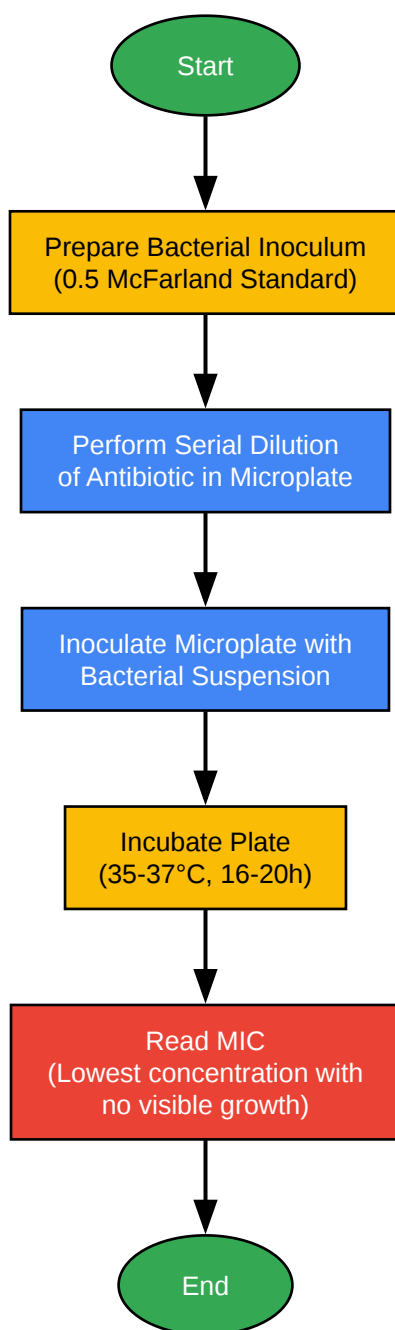 Start
Prepare Bacterial Inoculum
(0.5 McFarland Standard)
Perform Serial Dilution
of Antibiotic in Microplate
Inoculate Microplate with
Bacterial Suspension
Incubate Plate
(35-37°C, 16-20h)
Read MIC
(Lowest concentration with
no visible growth)
End